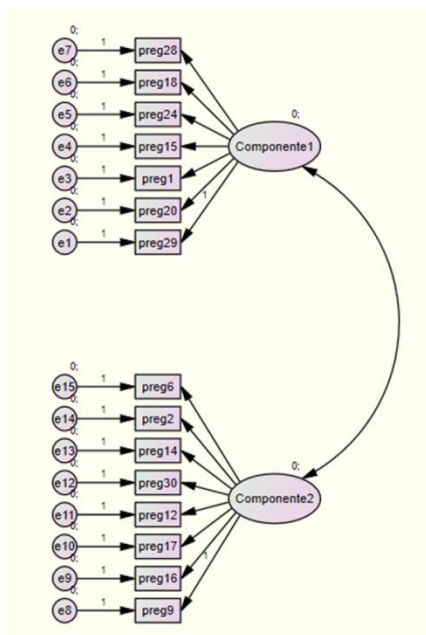 0;
e7 1 preg28
0;
e6 1 preg18
0;
e5 1 preg24
0; 0;
e4 1 preg15 Componente1
0;
e3 1 preg1
0; 1
e2 1 preg20
0;
e1 1 preg29
0;
e15 1 preg6
0;
e14 1 preg2
0;
e13 1 preg14
0; 0;
e12 1 preg30 Componente2
0;
e11 1 preg12
0;
e10 1 preg17
0; 1
e9 1 preg16
0;
e8 1 preg9